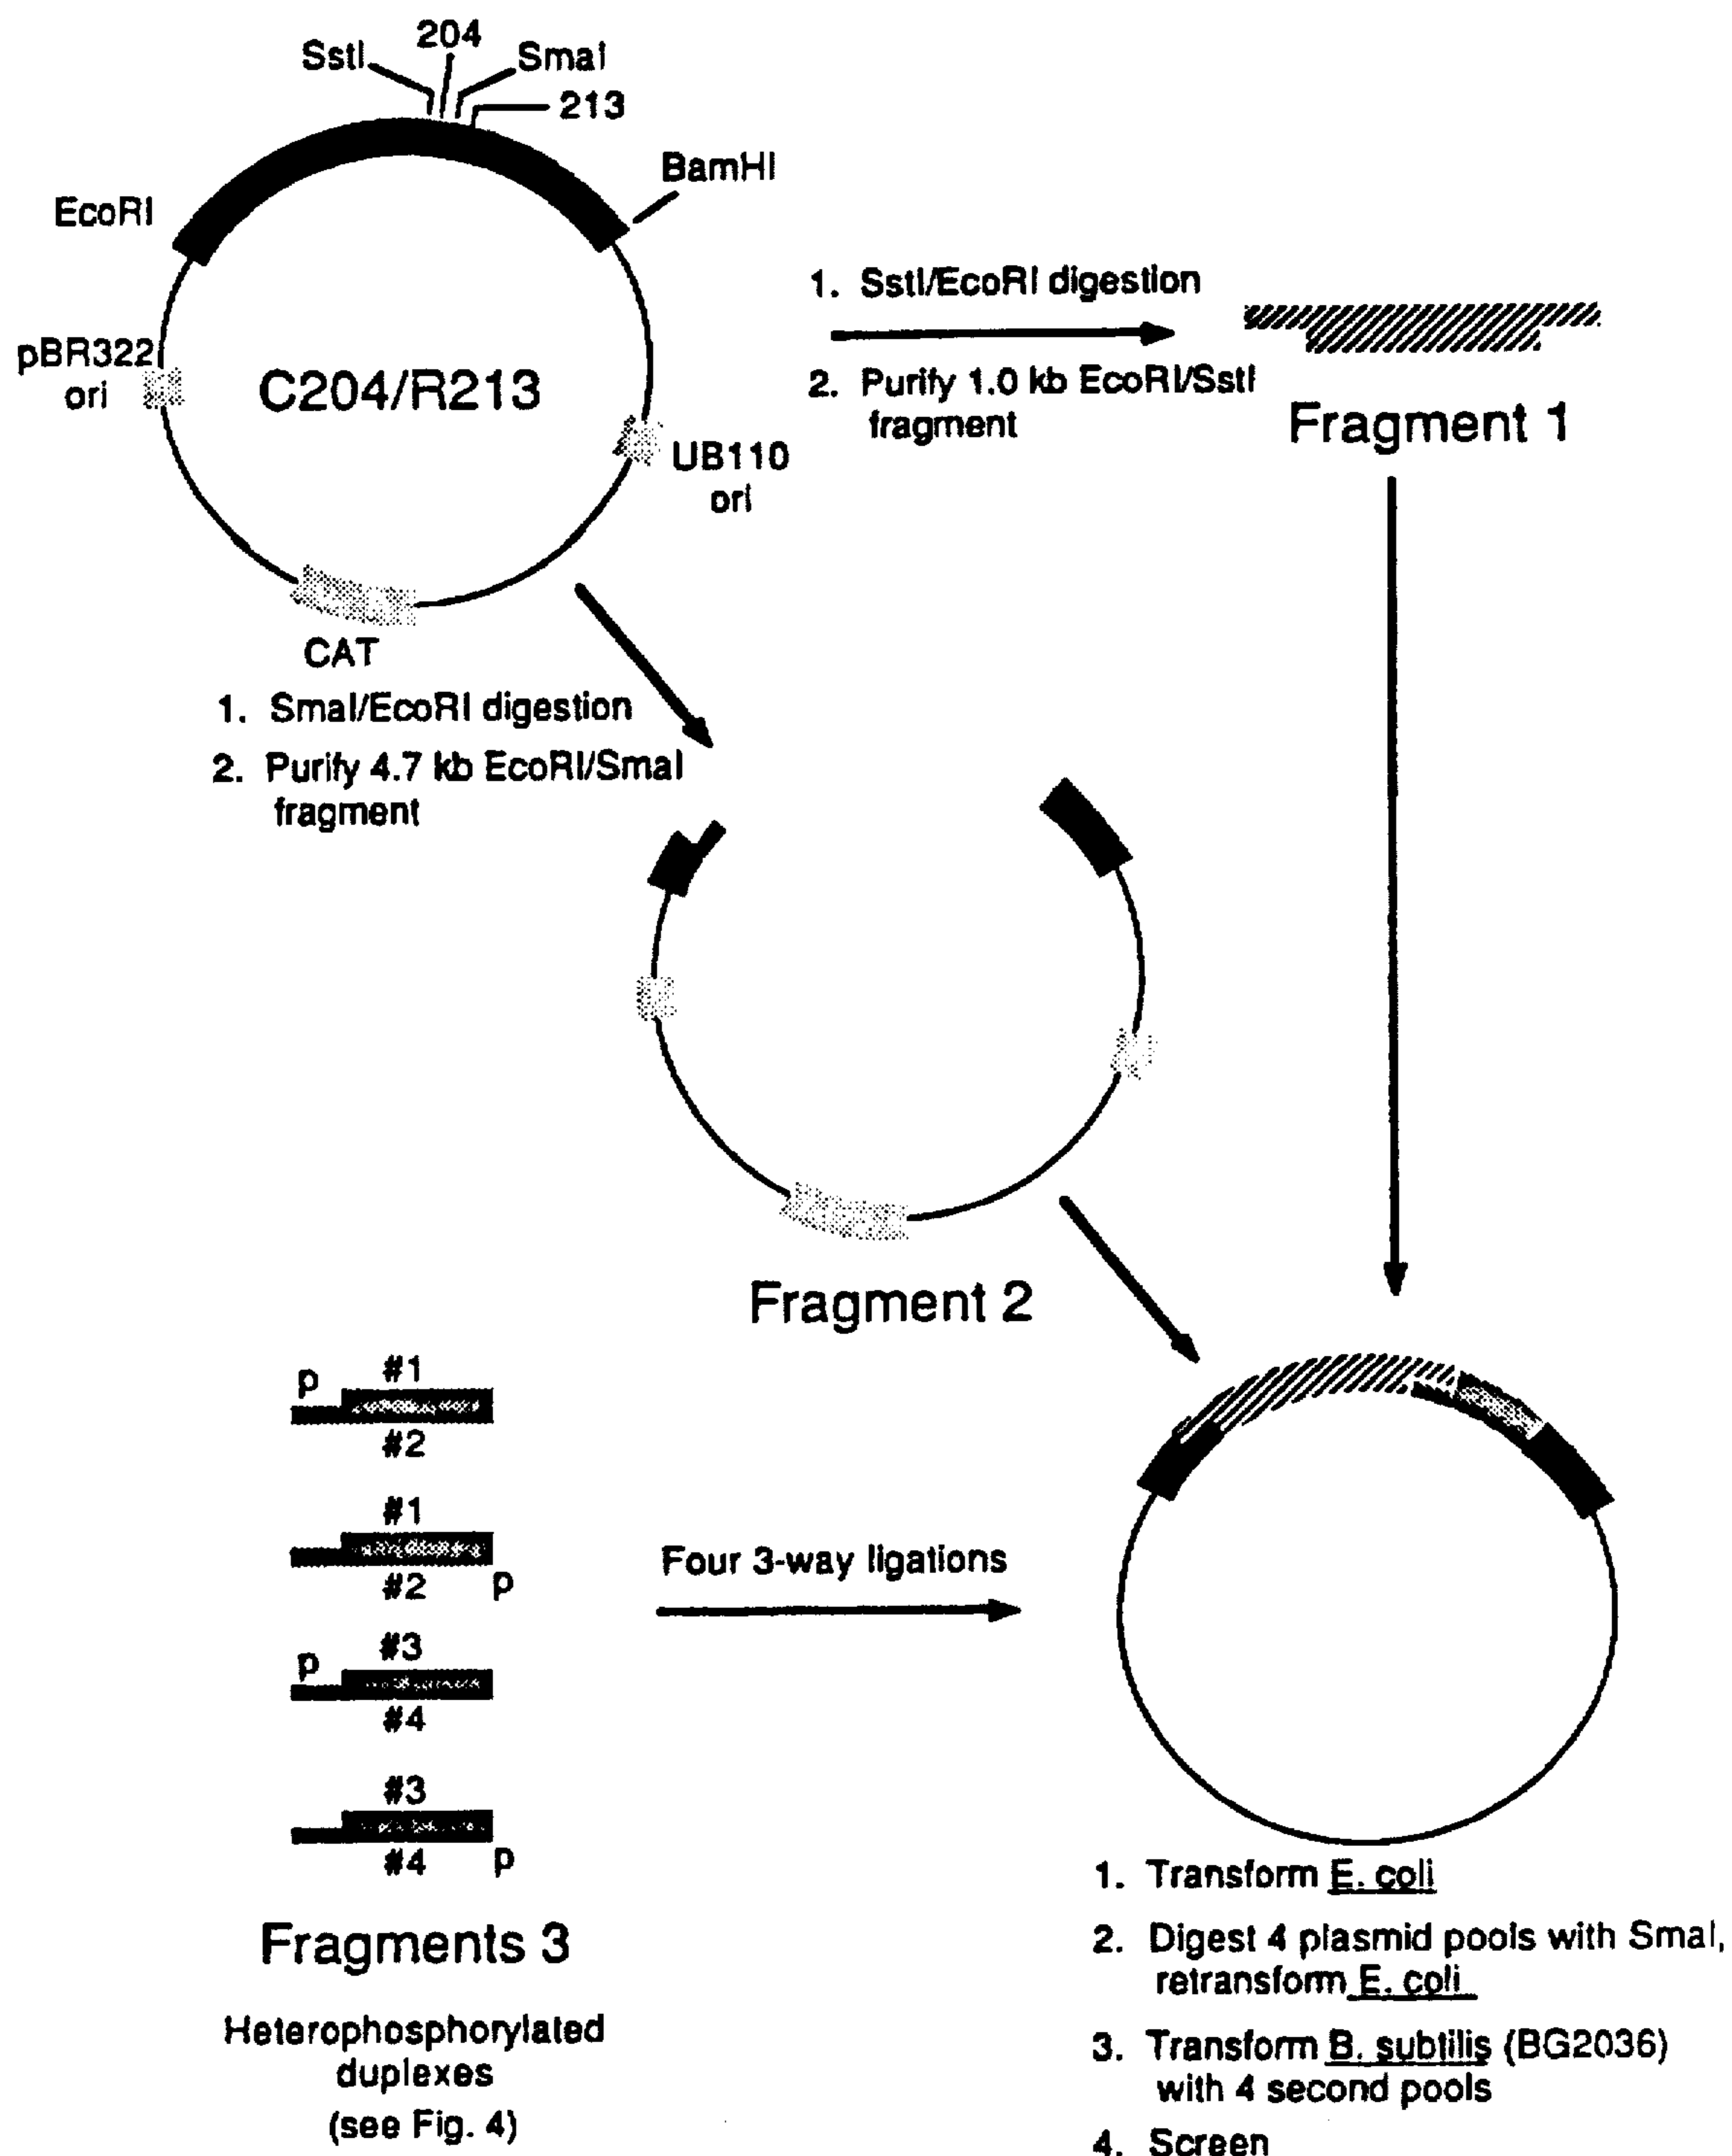 SstI
204
SmaI
213
BamHI
EcoRI
pBR322
ori
C204/R213
UB110
ori
CAT
1. SstI/EcoRI digestion
2. Purify 1.0 kb EcoRI/SstI
fragment
Fragment 1
1. SmaI/EcoRI digestion
2. Purify 4.7 kb EcoRI/SmaI
fragment
Fragment 2
p
#1
#2
#1
#2
p
p
#3
#4
#3
#4
p
Fragments 3
Heterophosphorylated
duplexes
(see Fig. 4)
Four 3-way ligations
1. Transform E. coli
2. Digest 4 plasmid pools with SmaI,
retransform E. coli
3. Transform B. subtilis (BG2036)
with 4 second pools
4. Screen